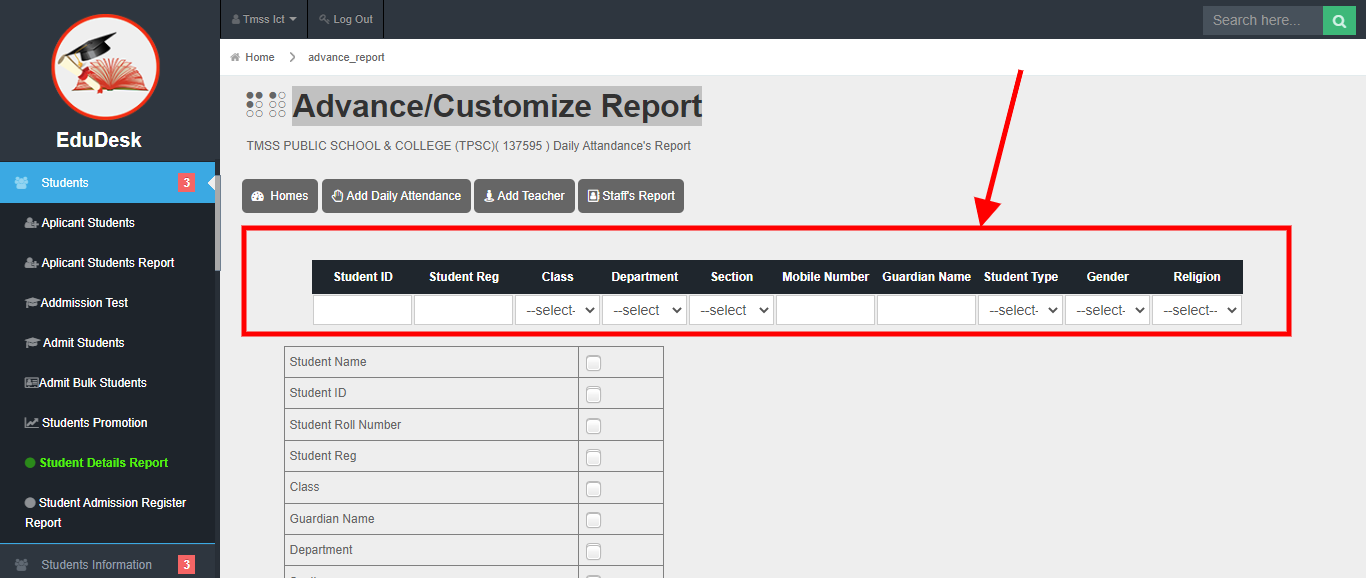 Tmss Ict
Log Out
Search here...
EduDesk
Home
advance_report
Advance/Customize Report
TMSS PUBLIC SCHOOL & COLLEGE (TPSC)( 137595 ) Daily Attandance's Report
Homes
Add Daily Attendance
Add Teacher
Staff's Report
Students 3
Aplicant Students
Aplicant Students Report
Addmission Test
Admit Students
Admit Bulk Students
Students Promotion
Student Details Report
Student Admission Register
Report
Students Information 3
Student ID Student Reg Class Department Section Mobile Number Guardian Name Student Type Gender Religion
--select- --select- --select --select- --select- --select--
Student Name
Student ID
Student Roll Number
Student Reg
Class
Guardian Name
Department